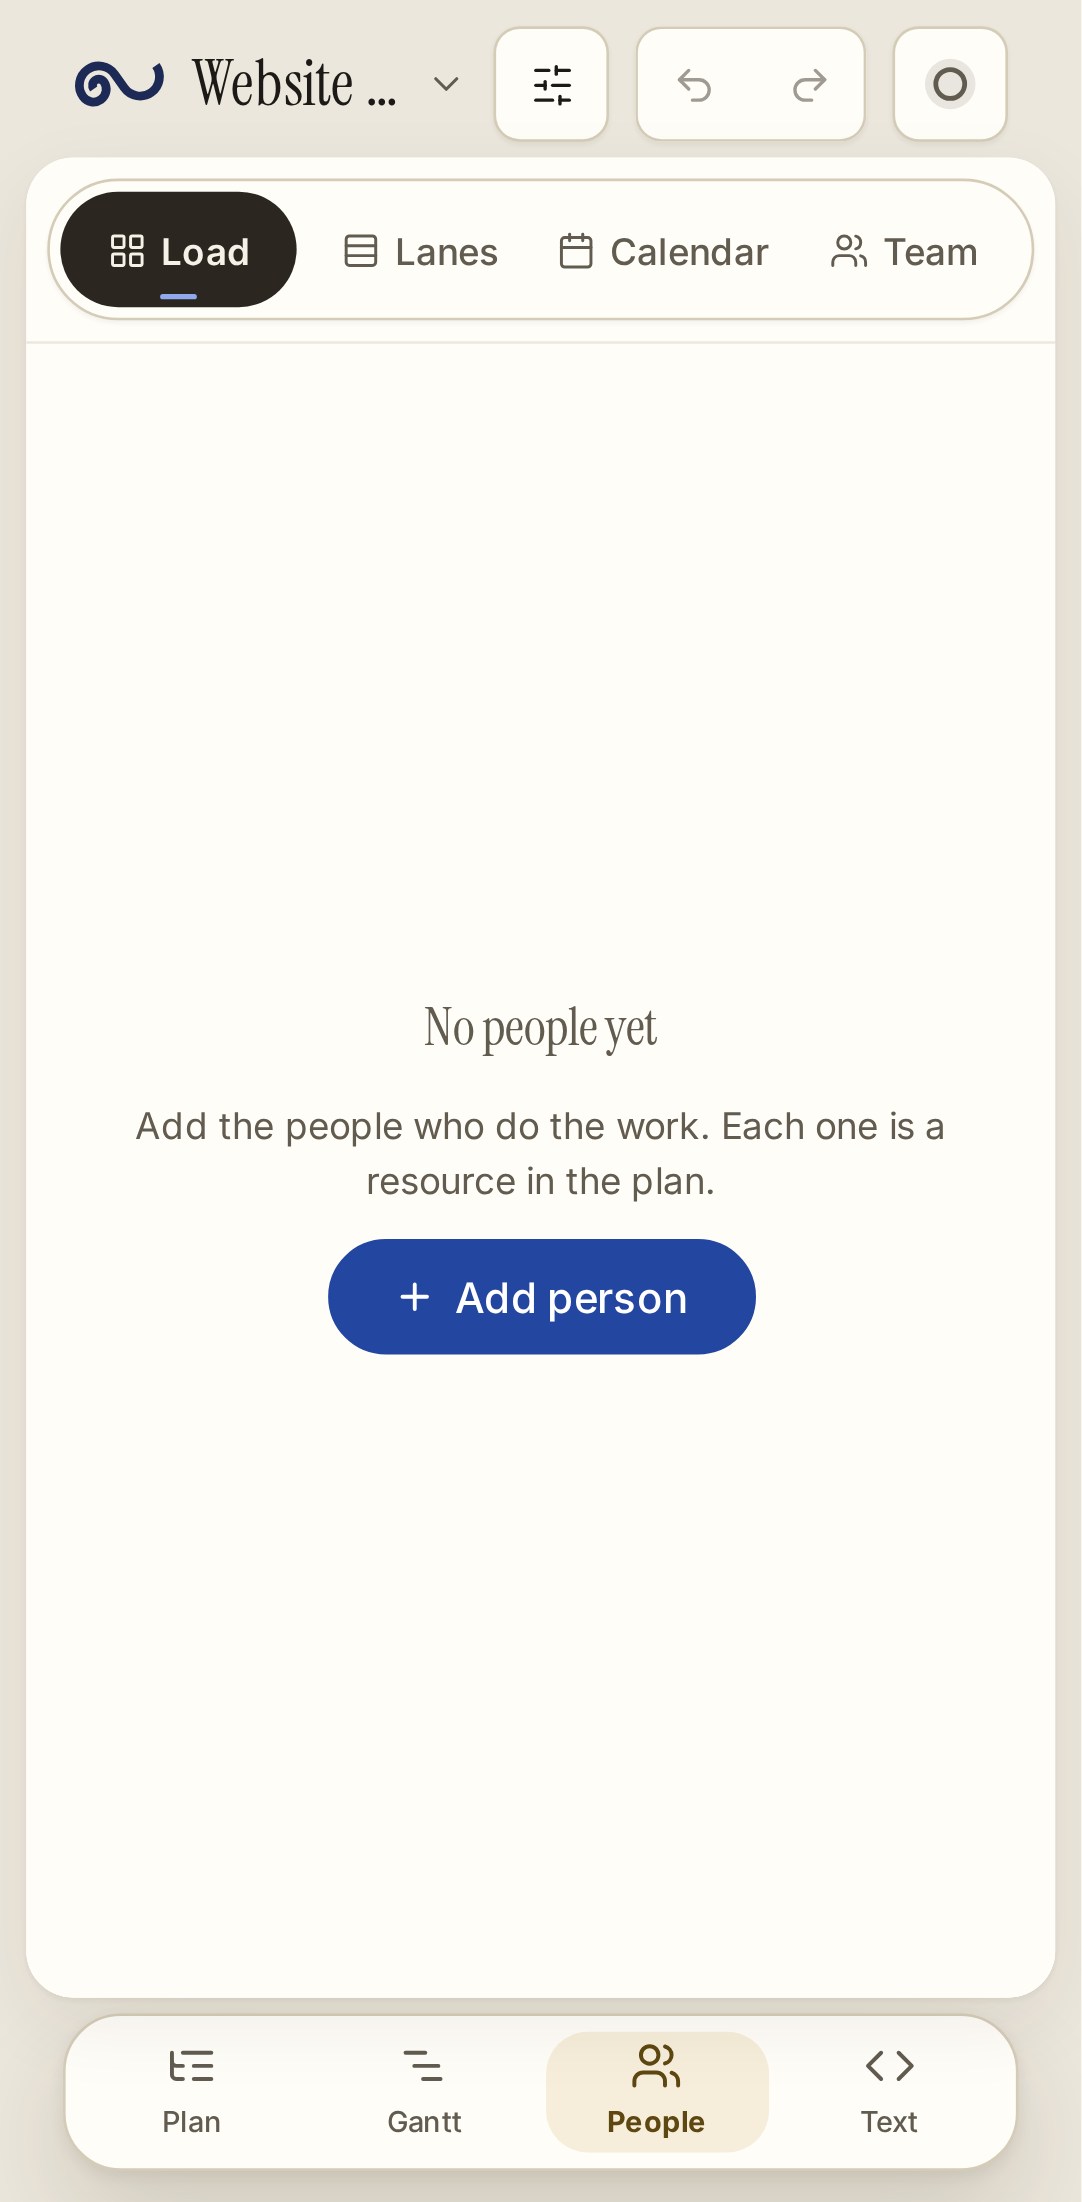 Website ...
Load Lanes Calendar Team
No people yet
Add the people who do the work. Each one is a
resource in the plan.
Add person
Plan Gantt People Text